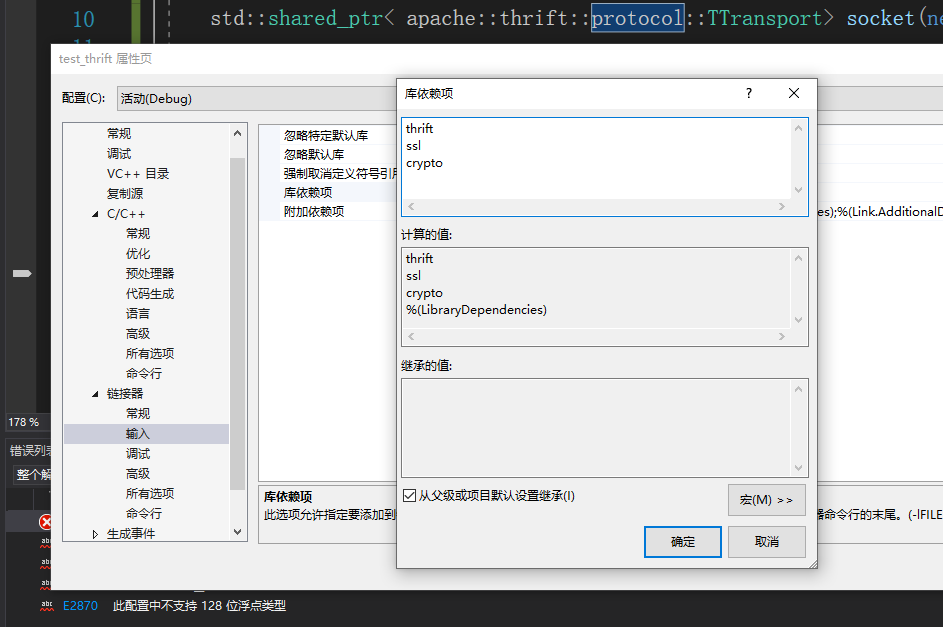 10 std::shared_ptr< apache::thrift::protocol::TTransport> socket(ne
test_thrift 属性页
配置(C): 活动(Debug)
库依赖项
?
常规
调试
VC++ 目录
复制源
C/C++
常规
优化
预处理器
代码生成
语言
高级
所有选项
命令行
链接器
常规
输入
调试
高级
所有选项
命令行
生成事件
忽略特定默认库
忽略默认库
强制取消定义符号引用
库依赖项
附加依赖项
es);%(Link.AdditionalD
thrift
ssl
crypto
计算的值:
thrift
ssl
crypto
%(LibraryDependencies)
继承的值:
从父级或项目默认设置继承(I)
宏(M) >>
确定
取消
库依赖项
此选项允许指定要添加到
器命令行的末尾。(-lFILE
178 %
错误列表
整个解
abc
abc
abc
abc E2870 此配置中不支持 128 位浮点类型